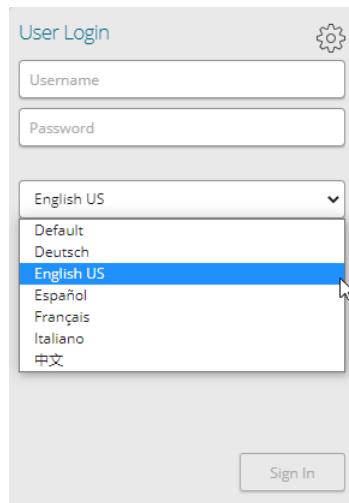 User Login
Username
Password
English US
Default
Deutsch
English US
Español
Français
Italiano
中文
Sign In